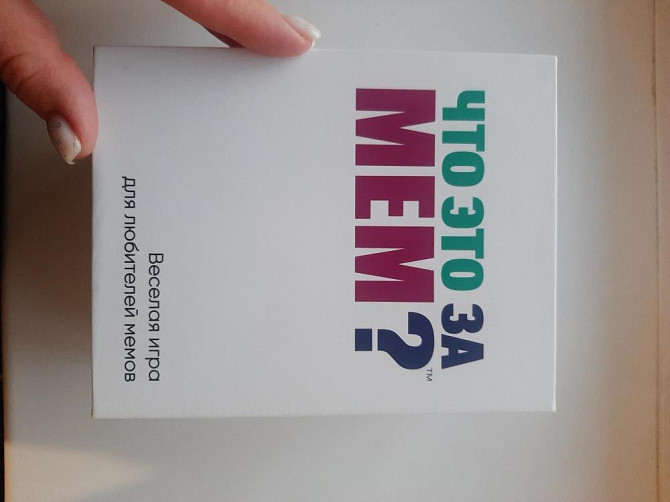 ЧТО ЭТО ЗА
МЕМ?™
Веселая игра
для любителей мемов